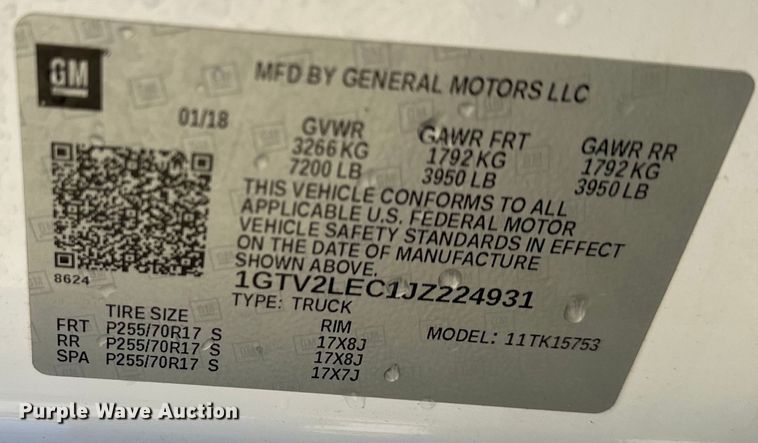 GM
MFD BY GENERAL MOTORS LLC
01/18
GVWR GAWR FRT GAWR RR
3266 KG 1792 KG 1792 KG
7200 LB 3950 LB 3950 LB
THIS VEHICLE CONFORMS TO ALL
APPLICABLE U.S. FEDERAL MOTOR
VEHICLE SAFETY STANDARDS IN EFFECT
ON THE DATE OF MANUFACTURE
SHOWN ABOVE.
8624
1GTV2LEC1JZ224931
TYPE: TRUCK
TIRE SIZE RIM MODEL: 11TK15753
FRT P255/70R17 S 17X8J
RR P255/70R17 S 17X8J
SPA P255/70R17 S 17X7J
Purple Wave Auction